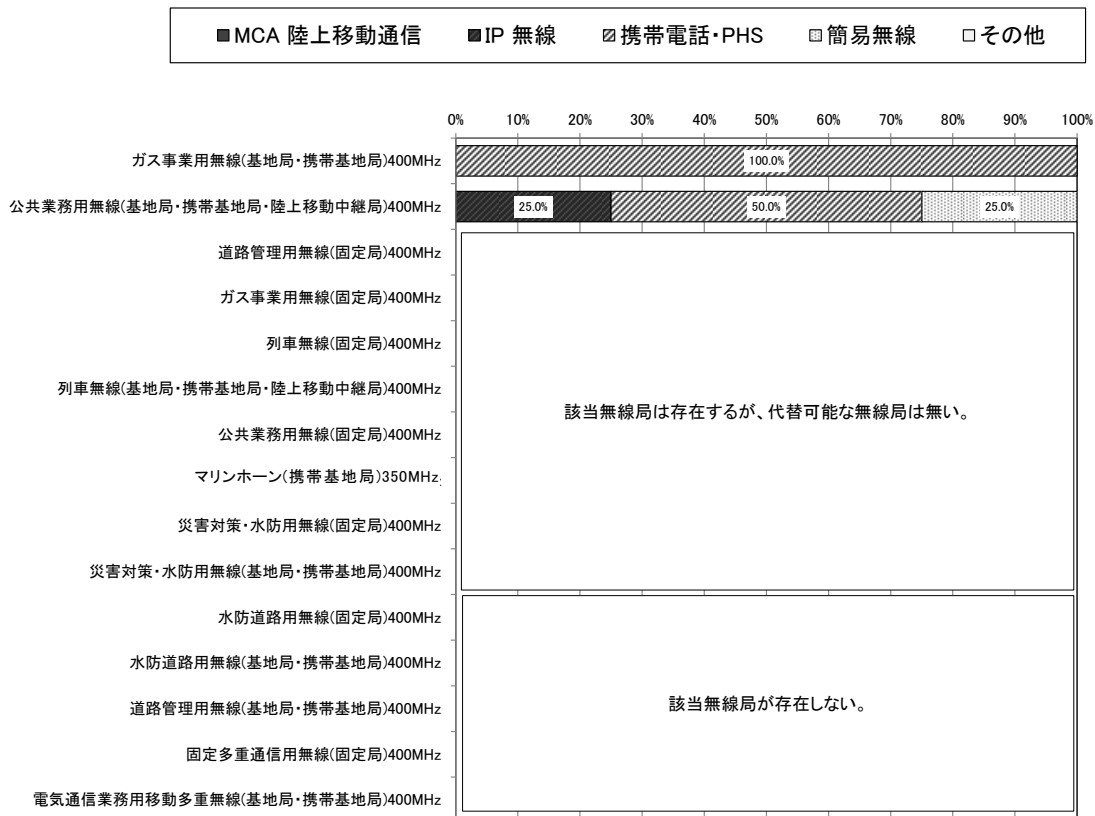 ■MCA 陸上移動通信 ■IP 無線 携帯電話・PHS 簡易無線 □その他
0% 10% 20% 30% 40% 50% 60% 70% 80% 90% 100%
ガス事業用無線(基地局・携帯基地局)400MHz 100.0%
公共業務用無線(基地局・携帯基地局・陸上移動中継局)400MHz 25.0% 50.0% 25.0%
道路管理用無線(固定局)400MHz
ガス事業用無線(固定局)400MHz
列車無線(固定局)400MHz
列車無線(基地局・携帯基地局・陸上移動中継局)400MHz
該当無線局は存在するが、代替可能な無線局は無い。
公共業務用無線(固定局)400MHz
マリンホーン(携帯基地局)350MHz
災害対策・水防用無線(固定局)400MHz
災害対策・水防用無線(基地局・携帯基地局)400MHz
水防道路用無線(固定局)400MHz
水防道路用無線(基地局・携帯基地局)400MHz
道路管理用無線(基地局・携帯基地局)400MHz
該当無線局が存在しない。
固定多重通信用無線(固定局)400MHz
電気通信業務用移動多重無線(基地局・携帯基地局)400MHz